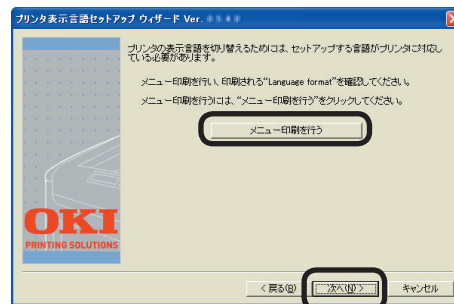 プリンタ表示言語セットアップ ウィザード Ver. 0.5.4.0
プリンタの表示言語を切り替えるためには、セットアップする言語がプリンタに対応し
ている必要があります。
メニュー印刷を行い、印刷される“Language format”を確認してください。
メニュー印刷を行うには、“メニュー印刷を行う”をクリックしてください。
メニュー印刷を行う
OKI
PRINTING SOLUTIONS
< 戻る(B)
次へ(N) >
キャンセル